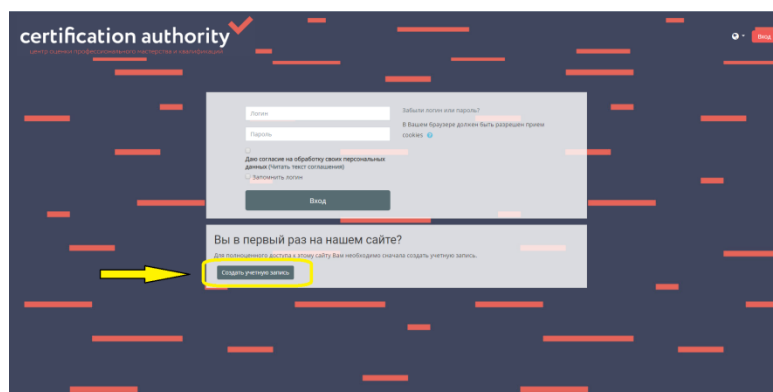 certification authority
центр оценки профессионального мастерства и квалификаций
Вход
Логин
Пароль
Даю согласие на обработку своих персональных
данных (Читать текст соглашения)
Запомнить логин
Вход
Забыли логин или пароль?
В Вашем браузере должен быть разрешен прием
cookies
Вы в первый раз на нашем сайте?
Для полноценного доступа к этому сайту Вам необходимо сначала создать учетную запись.
Создать учетную запись